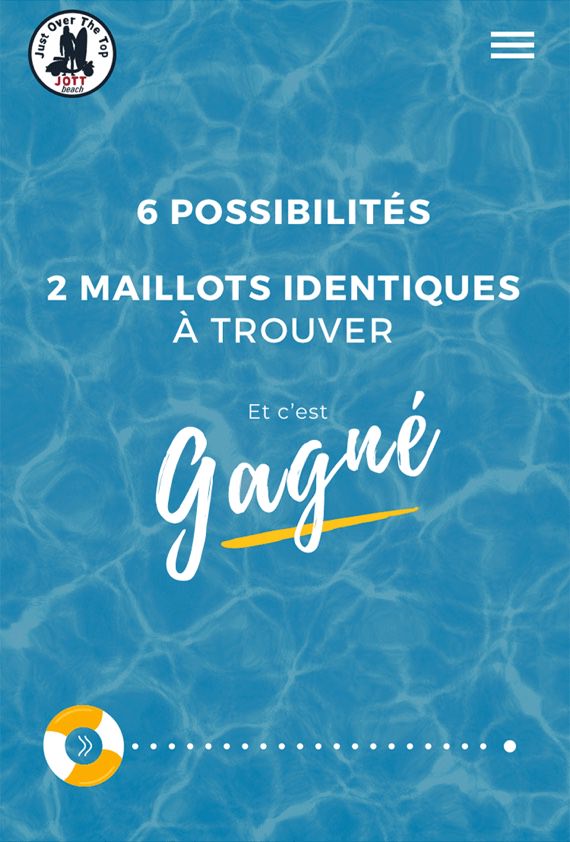 Just Over The Top
JOTT
beach
6 POSSIBILITÉS
2 MAILLOTS IDENTIQUES
À TROUVER
Et c’est
Gagné